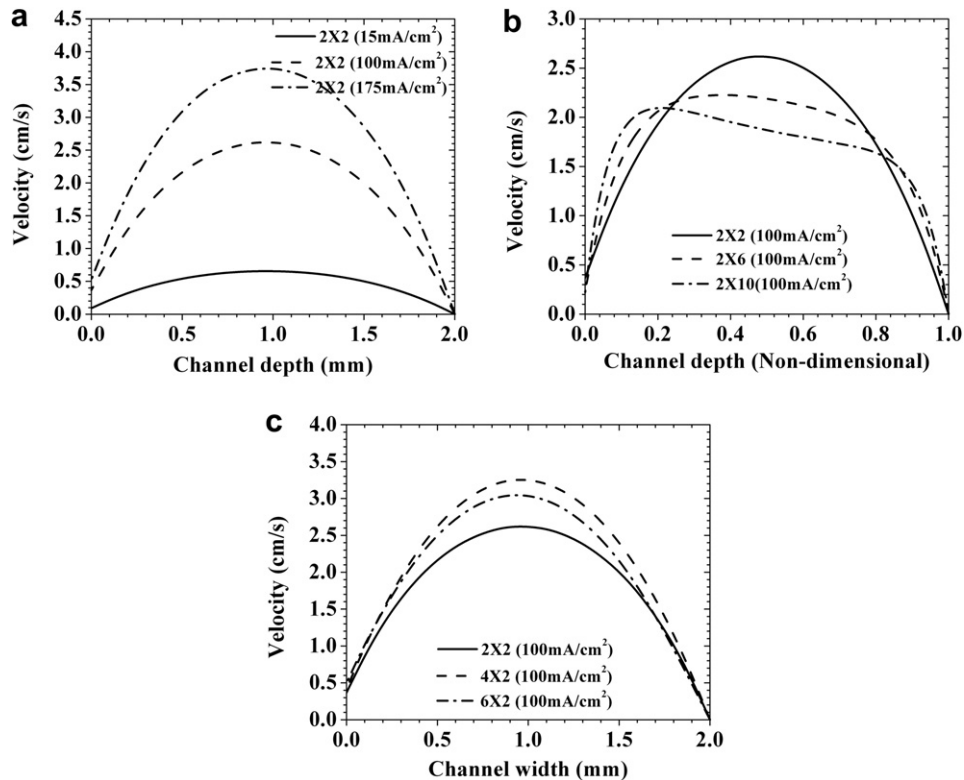 a
2X2 (15mA/cm²)
2X2 (100mA/cm²)
2X2 (175mA/cm²)
4.5
4.0
3.5
3.0
2.5
2.0
1.5
1.0
0.5
0.0
Velocity (cm/s)
0.0 0.5 1.0 1.5 2.0
Channel depth (mm)
b
3.0
2.5
2.0
1.5
1.0
0.5
0.0
Velocity (cm/s)
2X2 (100mA/cm²)
2X6 (100mA/cm²)
2X10(100mA/cm²)
0.0 0.2 0.4 0.6 0.8 1.0
Channel depth (Non-dimensional)
c
4.0
3.5
3.0
2.5
2.0
1.5
1.0
0.5
0.0
Velocity (cm/s)
2X2 (100mA/cm²)
4X2 (100mA/cm²)
6X2 (100mA/cm²)
0.0 0.5 1.0 1.5 2.0
Channel width (mm)